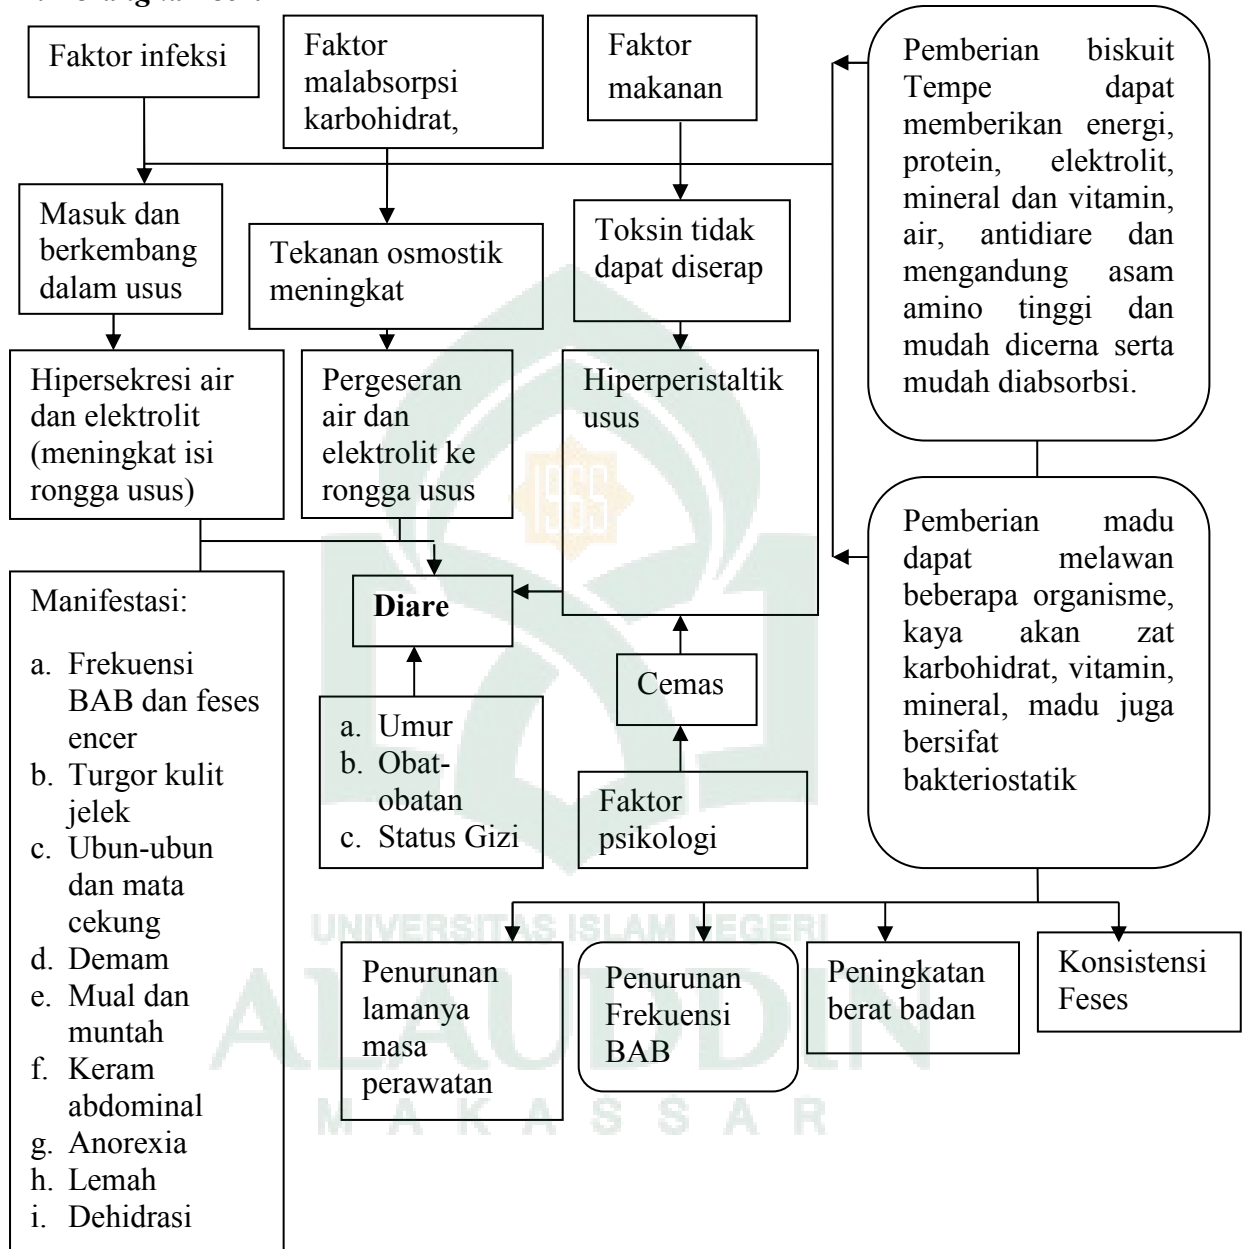 Faktor infeksi
Faktor
malabsorpsi
karbohidrat,
Faktor
makanan
Pemberian biskuit
Tempe dapat
memberikan energi,
protein, elektrolit,
mineral dan vitamin,
air, antidiare dan
mengandung asam
amino tinggi dan
mudah dicerna serta
mudah diabsorbsi.
Masuk dan
berkembang
dalam usus
Tekanan osmostik
meningkat
Toksin tidak
dapat diserap
Hipersekresi air
dan elektrolit
(meningkat isi
rongga usus)
Pergeseran
air dan
elektrolit ke
rongga usus
Hiperperistaltik
usus
1965
Pemberian madu
dapat melawan
beberapa organisme,
kaya akan zat
karbohidrat, vitamin,
mineral, madu juga
bersifat
bakteriostatik
Diare
Manifestasi:
a. Frekuensi
BAB dan feses
encer
b. Turgor kulit
jelek
c. Ubun-ubun
dan mata
cekung
d. Demam
e. Mual dan
muntah
f. Keram
abdominal
g. Anorexia
h. Lemah
i. Dehidrasi
Cemas
a. Umur
b. Obat-
obatan
c. Status Gizi
Faktor
psikologi
UNIVERSITAS ISLAM NEGERI
ALAUDDIN
MAKASSAR
Penurunan
lamanya
masa
perawatan
Penurunan
Frekuensi
BAB
Peningkatan
berat badan
Konsistensi
Feses